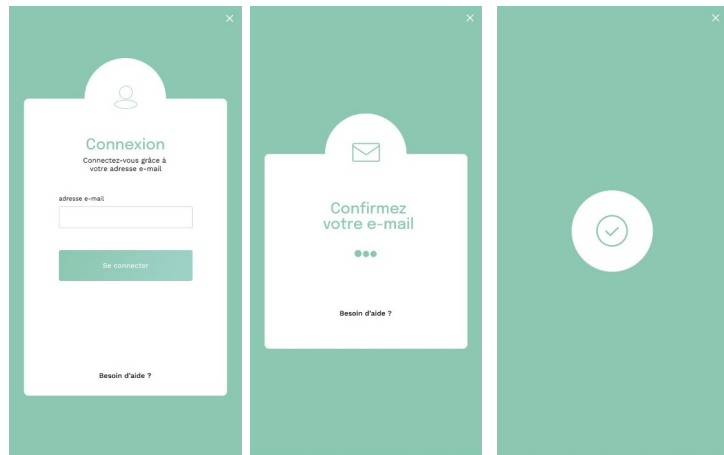 Connexion
Connectez-vous grâce à
votre adresse e-mail
adresse e-mail
Se connecter
Besoin d'aide ?
Confirmez
votre e-mail
Besoin d'aide ?